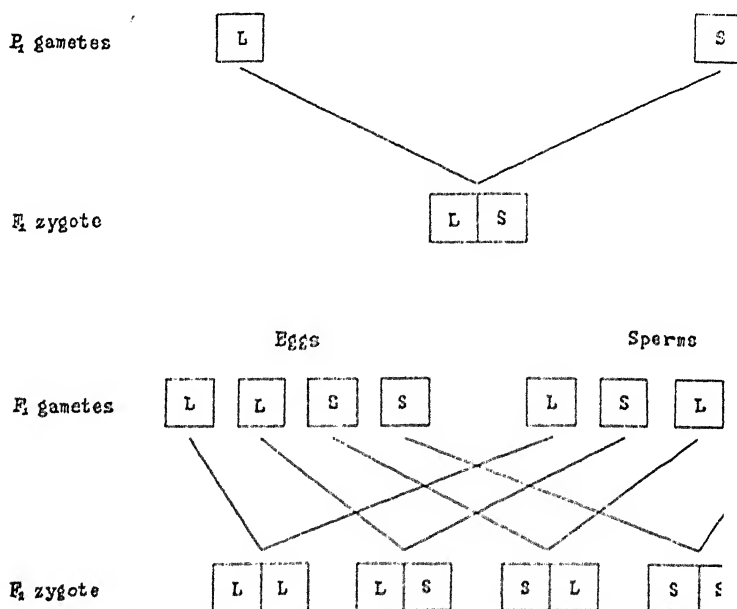 P₁ gametes L S
F₁ zygote L S
Eggs Sperms
F₁ gametes L L S S L S L
F₂ zygote L L L S S L S S